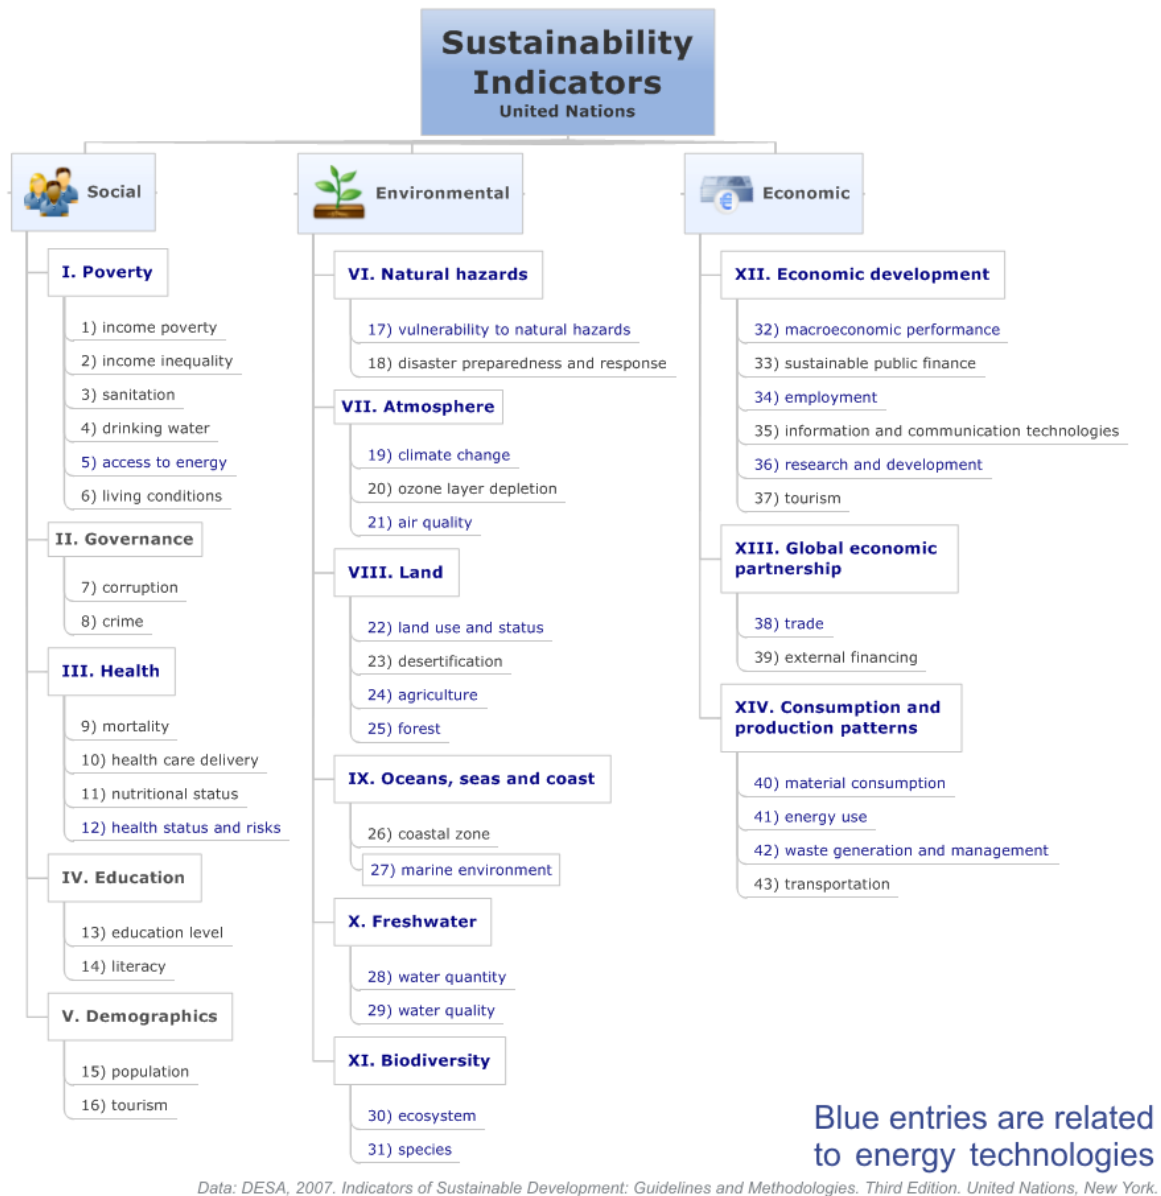 Sustainability
Indicators
United Nations
Social
I. Poverty
1) income poverty
2) income inequality
3) sanitation
4) drinking water
5) access to energy
6) living conditions
II. Governance
7) corruption
8) crime
III. Health
9) mortality
10) health care delivery
11) nutritional status
12) health status and risks
IV. Education
13) education level
14) literacy
V. Demographics
15) population
16) tourism
Environmental
VI. Natural hazards
17) vulnerability to natural hazards
18) disaster preparedness and response
VII. Atmosphere
19) climate change
20) ozone layer depletion
21) air quality
VIII. Land
22) land use and status
23) desertification
24) agriculture
25) forest
IX. Oceans, seas and coast
26) coastal zone
27) marine environment
X. Freshwater
28) water quantity
29) water quality
XI. Biodiversity
30) ecosystem
31) species
€
Economic
XII. Economic development
32) macroeconomic performance
33) sustainable public finance
34) employment
35) information and communication technologies
36) research and development
37) tourism
XIII. Global economic
partnership
38) trade
39) external financing
XIV. Consumption and
production patterns
40) material consumption
41) energy use
42) waste generation and management
43) transportation
Blue entries are related
to energy technologies
Data: DESA, 2007. Indicators of Sustainable Development: Guidelines and Methodologies. Third Edition. United Nations, New York.